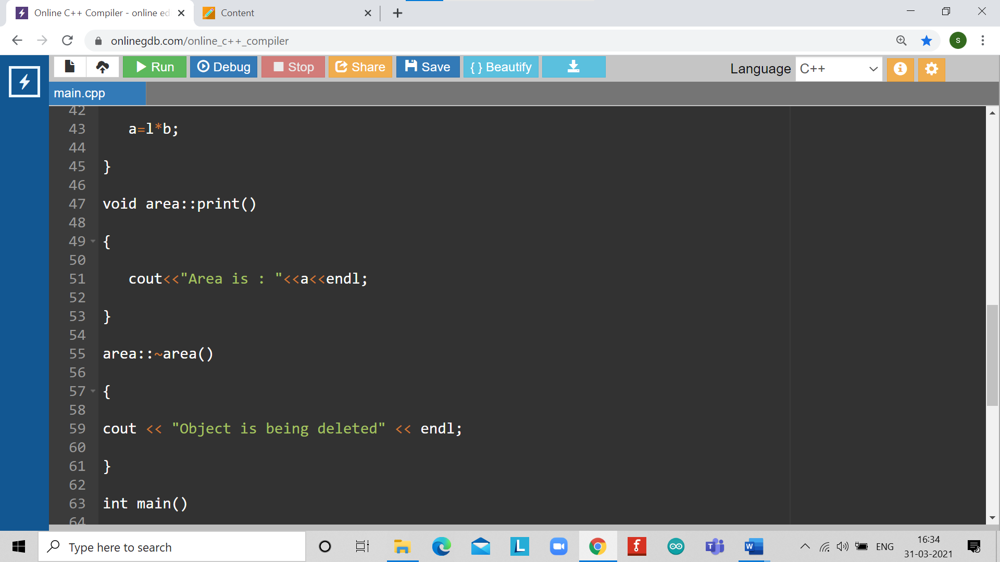 Online C++ Compiler - online ed
Content
onlinegdb.com/online_c++_compiler
S
Run
Debug
Stop
Share
Save
{ } Beautify
Language
C++
main.cpp
42
43 a=l*b;
44
45 }
46
47 void area::print()
48
49 {
50
51 cout<<"Area is : "<<a<<endl;
52
53 }
54
55 area::~area()
56
57 {
58
59 cout << "Object is being deleted" << endl;
60
61 }
62
63 int main()
64
Type here to search
ENG
16:34
31-03-2021